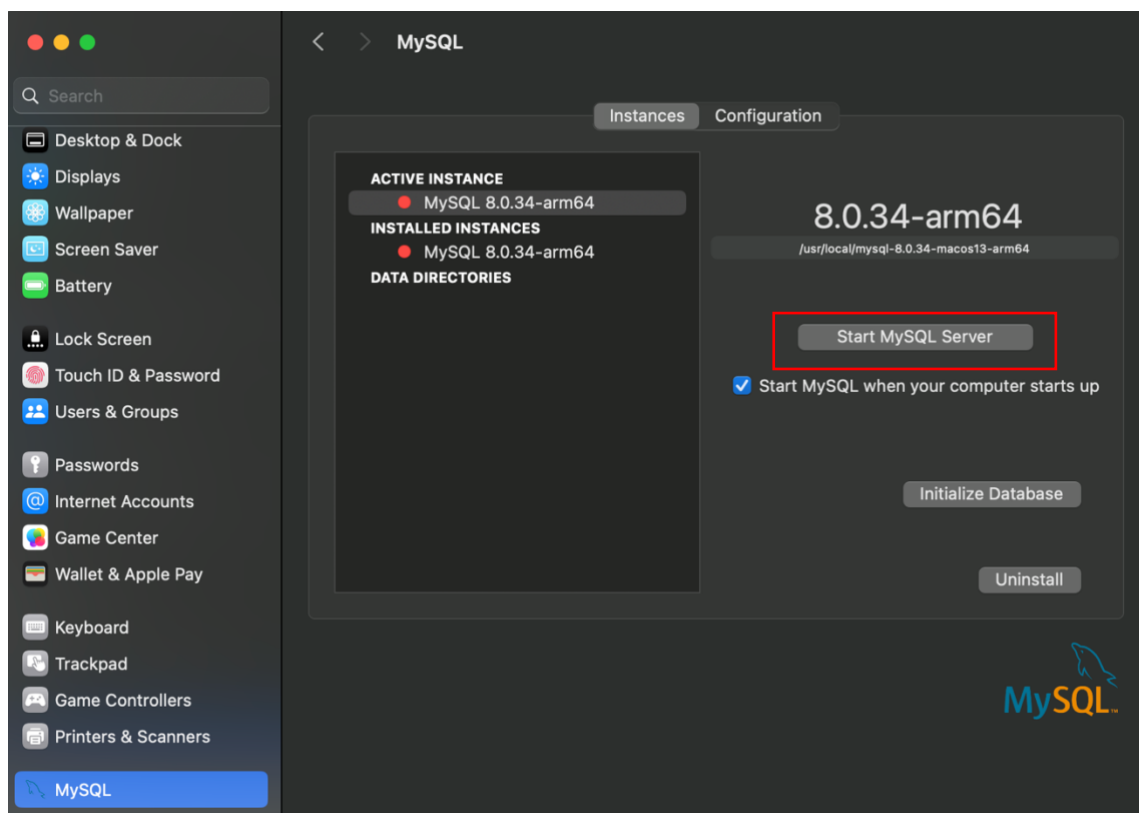 MySQL
Search
Desktop & Dock
Displays
Wallpaper
Screen Saver
Battery
Lock Screen
Touch ID & Password
Users & Groups
Passwords
Internet Accounts
Game Center
Wallet & Apple Pay
Keyboard
Trackpad
Game Controllers
Printers & Scanners
MySQL
Instances
Configuration
ACTIVE INSTANCE
MySQL 8.0.34-arm64
INSTALLED INSTANCES
MySQL 8.0.34-arm64
DATA DIRECTORIES
8.0.34-arm64
/usr/local/mysql-8.0.34-macos13-arm64
Start MySQL Server
Start MySQL when your computer starts up
Initialize Database
Uninstall
MySQL™